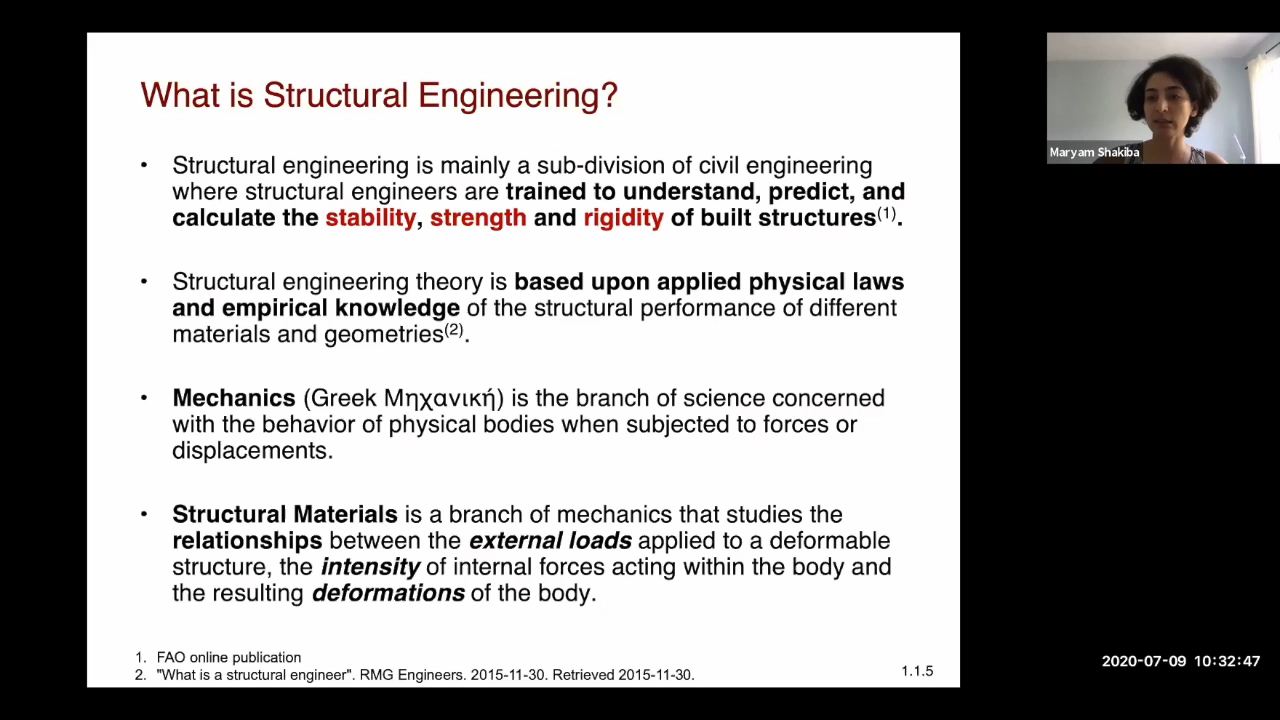 What is Structural Engineering?
• Structural engineering is mainly a sub-division of civil engineering
where structural engineers are trained to understand, predict, and
calculate the stability, strength and rigidity of built structures(1).
• Structural engineering theory is based upon applied physical laws
and empirical knowledge of the structural performance of different
materials and geometries(2).
• Mechanics (Greek Μηχανική) is the branch of science concerned
with the behavior of physical bodies when subjected to forces or
displacements.
• Structural Materials is a branch of mechanics that studies the
relationships between the external loads applied to a deformable
structure, the intensity of internal forces acting within the body and
the resulting deformations of the body.
1. FAO online publication
2. "What is a structural engineer". RMG Engineers. 2015-11-30. Retrieved 2015-11-30.
1.1.5
Maryam Shakiba
2020-07-09 10:32:47